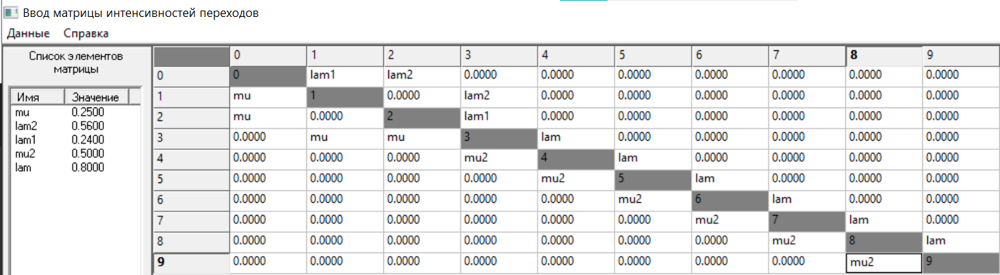 Ввод матрицы интенсивностей переходов
Данные Справка
Список элементов
матрицы
Имя Значение
mu 0.2500
lam2 0.5600
lam1 0.2400
mu2 0.5000
lam 0.8000
0 1 2 3 4 5 6 7 8 9
0 0 lam1 lam2 0.0000 0.0000 0.0000 0.0000 0.0000 0.0000 0.0000
1 mu 1 0.0000 lam2 0.0000 0.0000 0.0000 0.0000 0.0000 0.0000
2 mu 0.0000 2 lam1 0.0000 0.0000 0.0000 0.0000 0.0000 0.0000
3 0.0000 mu mu 3 lam 0.0000 0.0000 0.0000 0.0000 0.0000
4 0.0000 0.0000 0.0000 mu2 4 lam 0.0000 0.0000 0.0000 0.0000
5 0.0000 0.0000 0.0000 0.0000 mu2 5 lam 0.0000 0.0000 0.0000
6 0.0000 0.0000 0.0000 0.0000 0.0000 mu2 6 lam 0.0000 0.0000
7 0.0000 0.0000 0.0000 0.0000 0.0000 0.0000 mu2 7 lam 0.0000
8 0.0000 0.0000 0.0000 0.0000 0.0000 0.0000 0.0000 mu2 8 lam
9 0.0000 0.0000 0.0000 0.0000 0.0000 0.0000 0.0000 0.0000 mu2 9